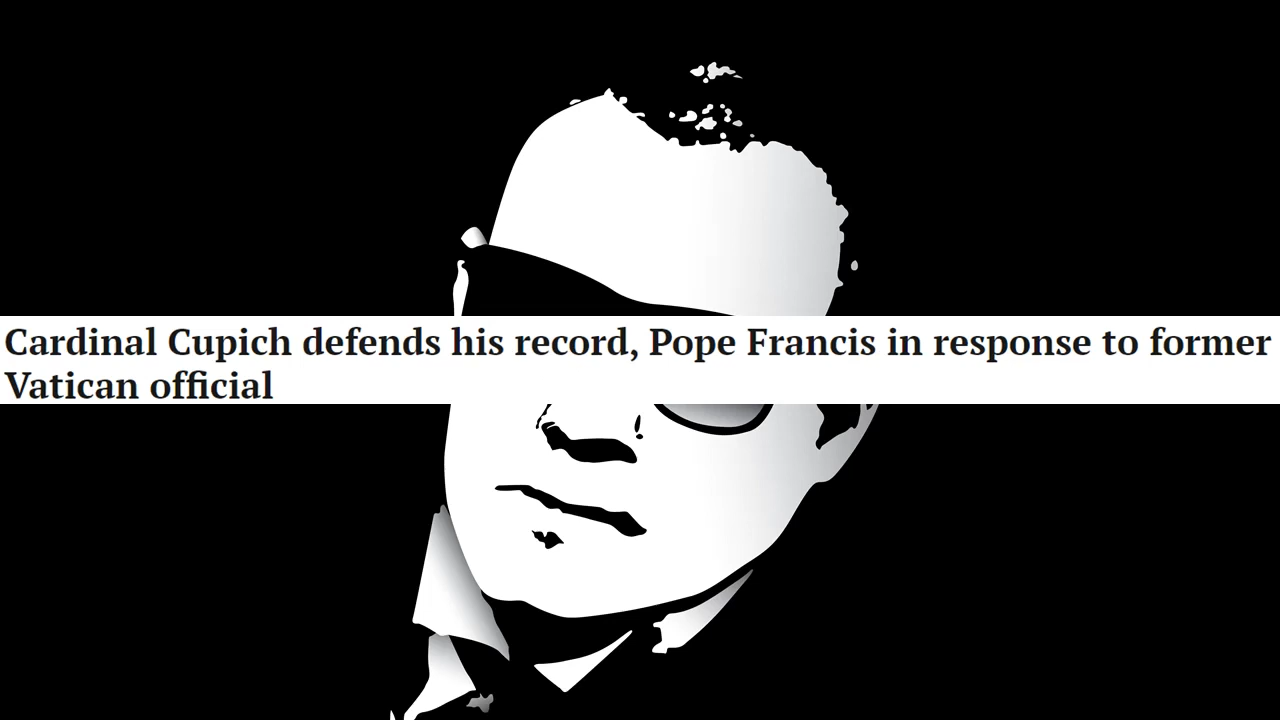 Cardinal Cupich defends his record, Pope Francis in response to former
Vatican official